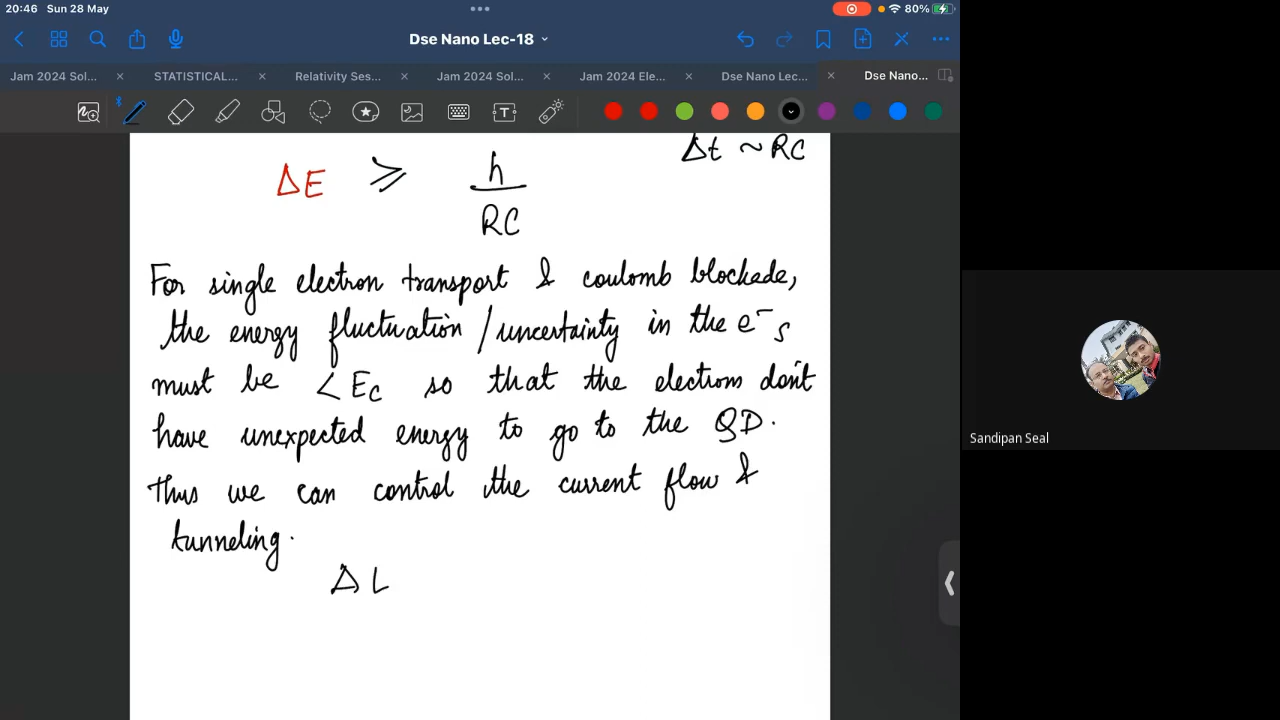 20:46 Sun 28 May
80%
Dse Nano Lec-18
Jam 2024 Sol...
STATISTICAL...
Relativity Ses...
Jam 2024 Sol...
Jam 2024 Ele...
Dse Nano Lec...
Dse Nano...
Δt ~ RC
ΔE ⩾ h/RC
For single electron transport & coulomb blockade,
the energy fluctuation / uncertainty in the e⁻s
must be < Ec so that the electrons don't
have unexpected energy to go to the QD.
Thus we can control the current flow &
tunneling.
Δ L
Sandipan Seal